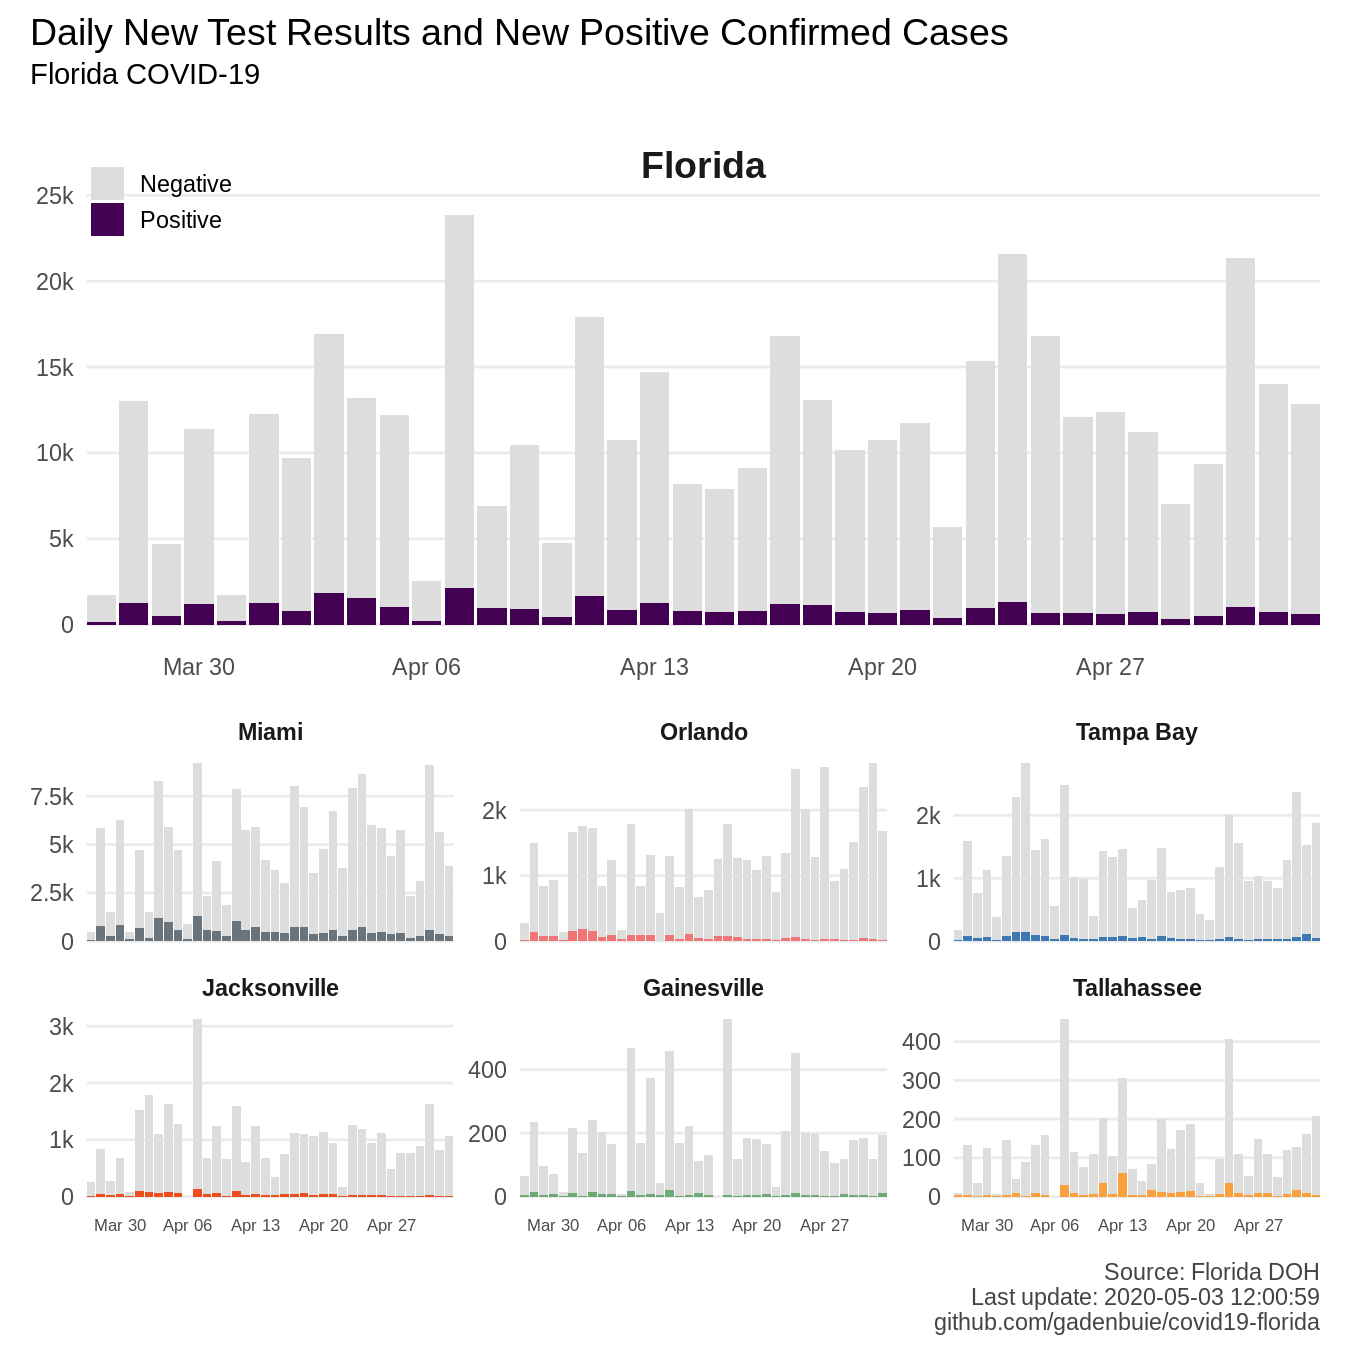 Daily New Test Results and New Positive Confirmed Cases
Florida COVID-19
Florida
Negative
Positive
25k
20k
15k
10k
5k
0
Mar 30 Apr 06 Apr 13 Apr 20 Apr 27
Miami
7.5k
5k
2.5k
0
Orlando
2k
1k
0
Tampa Bay
2k
1k
0
Jacksonville
3k
2k
1k
0
Mar 30 Apr 06 Apr 13 Apr 20 Apr 27
Gainesville
400
200
0
Mar 30 Apr 06 Apr 13 Apr 20 Apr 27
Tallahassee
400
300
200
100
0
Mar 30 Apr 06 Apr 13 Apr 20 Apr 27
Source: Florida DOH
Last update: 2020-05-03 12:00:59
github.com/gadenbuie/covid19-florida